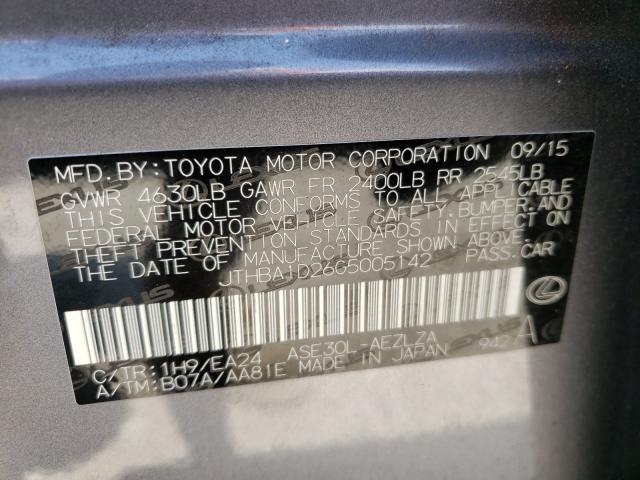 MFD. BY: TOYOTA MOTOR CORPORATION 09/15
GVWR 4630LB GAWR FR 2400LB RR 2545LB
THIS VEHICLE CONFORMS TO ALL APPLICABLE
FEDERAL MOTOR VEHICLE SAFETY, BUMPER, AND
THEFT PREVENTION STANDARDS IN EFFECT ON
THE DATE OF MANUFACTURE SHOWN ABOVE.
JTHBA1D26G5005142 PASS. CAR
C/TR: 1H9/EA24 ASE30L-AEZLZA
A/TM: B07A/AA81E MADE IN JAPAN 942 A